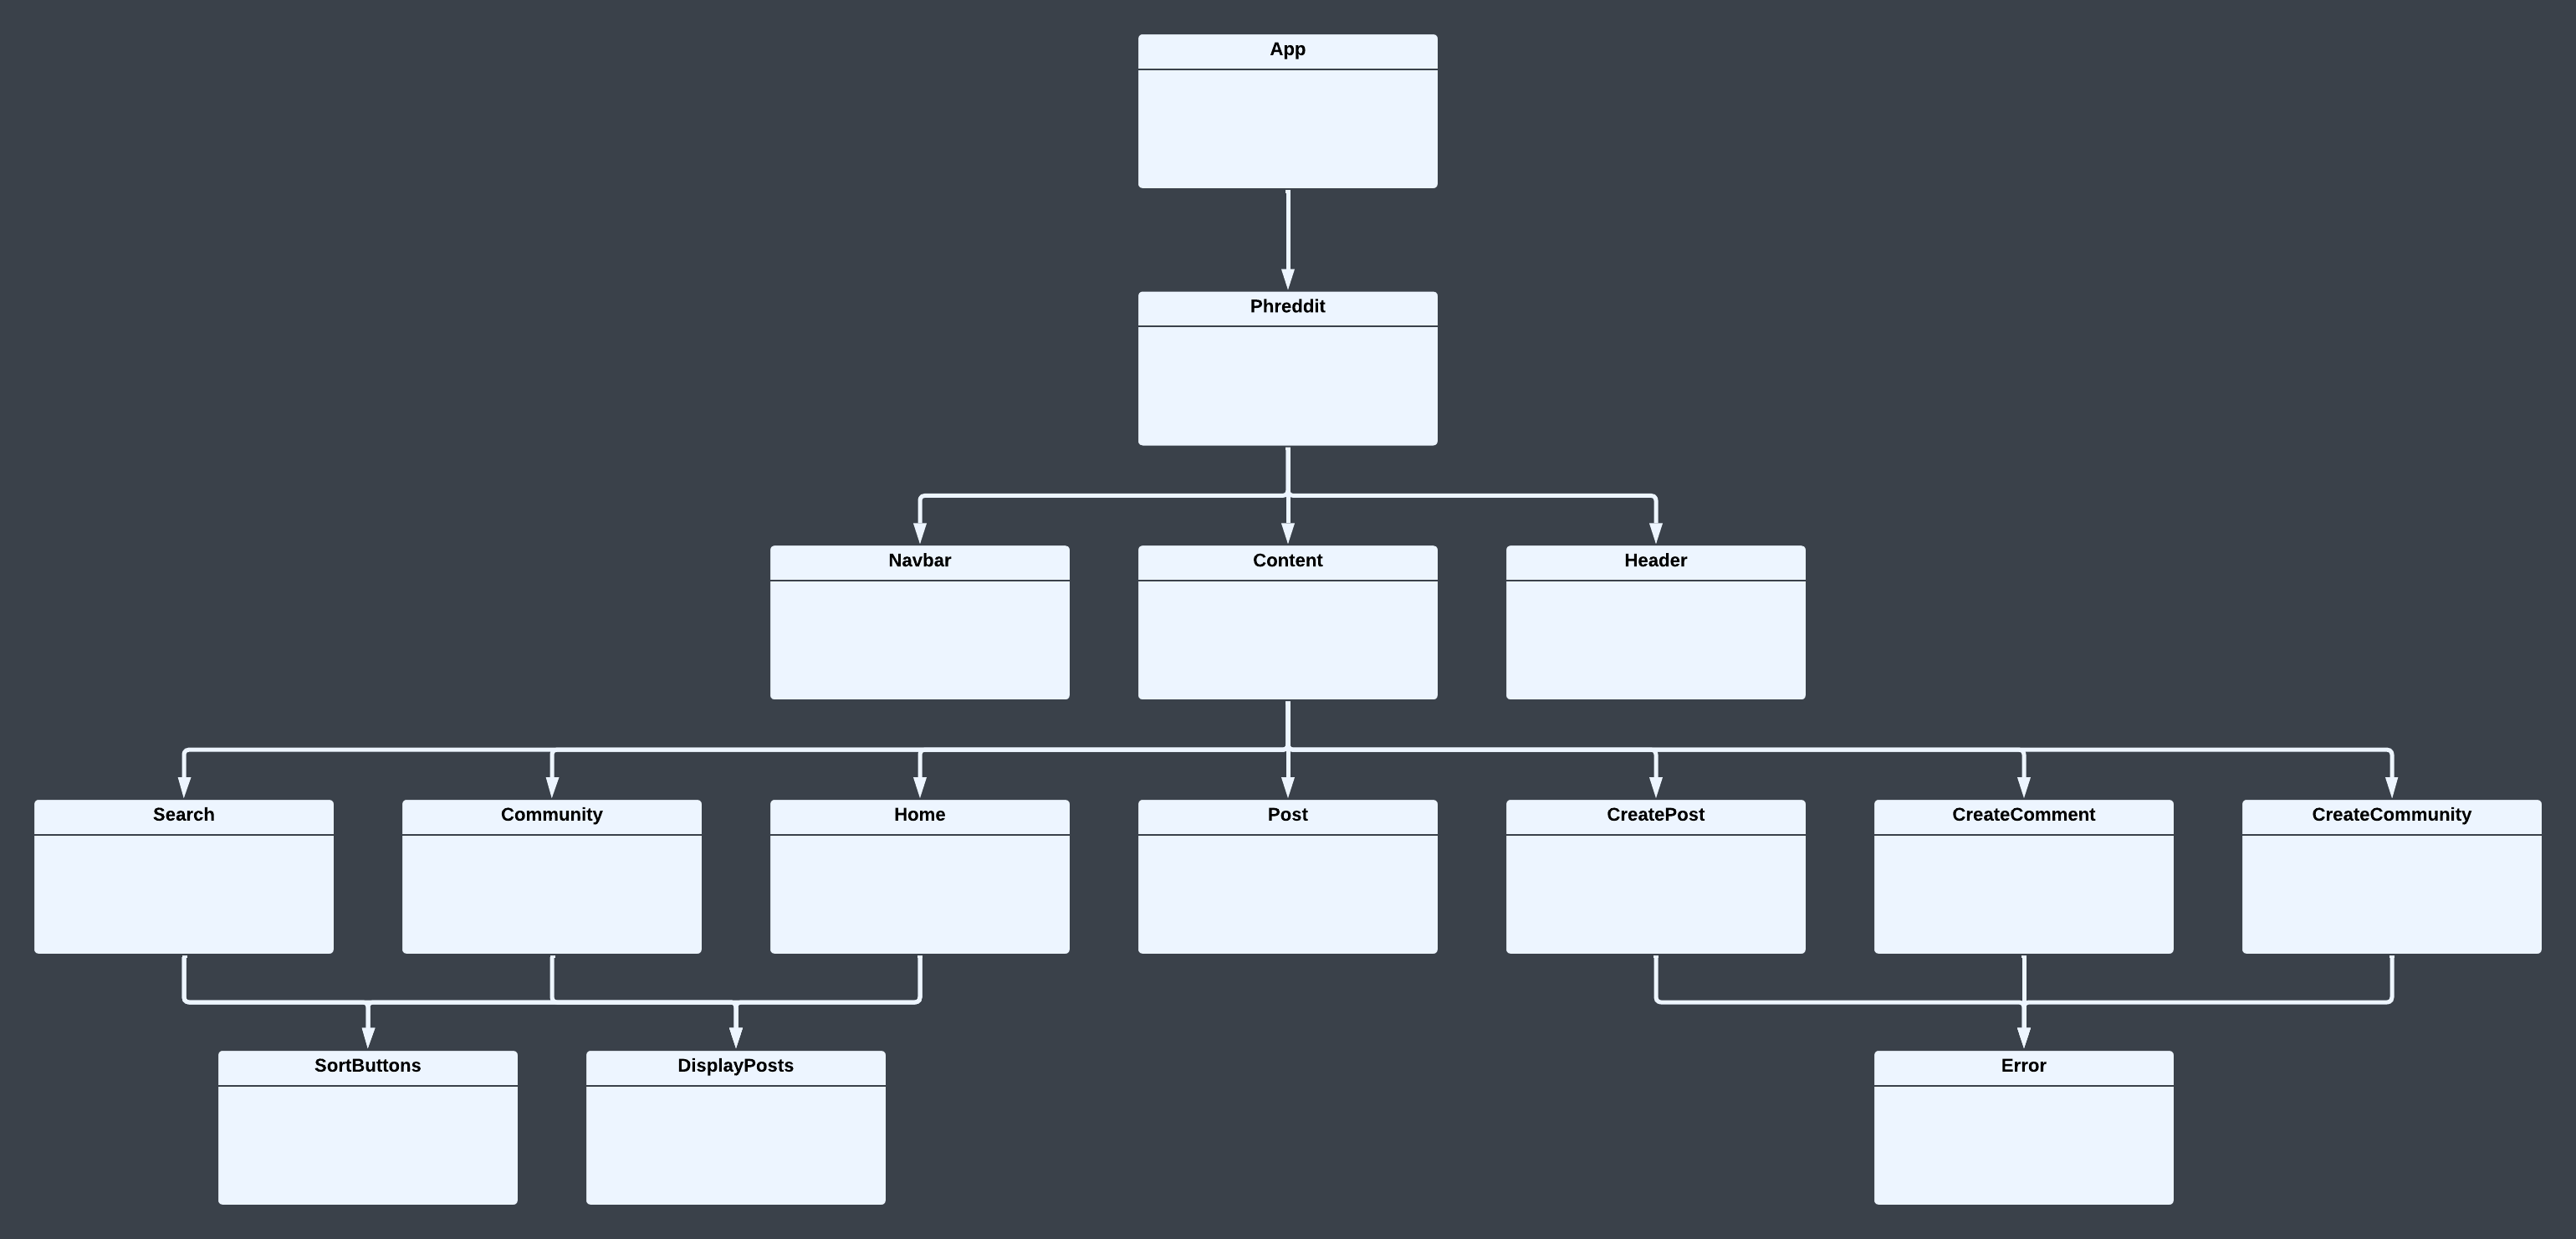 App
Phreddit
Navbar
Content
Header
Search
Community
Home
Post
CreatePost
CreateComment
CreateCommunity
SortButtons
DisplayPosts
Error